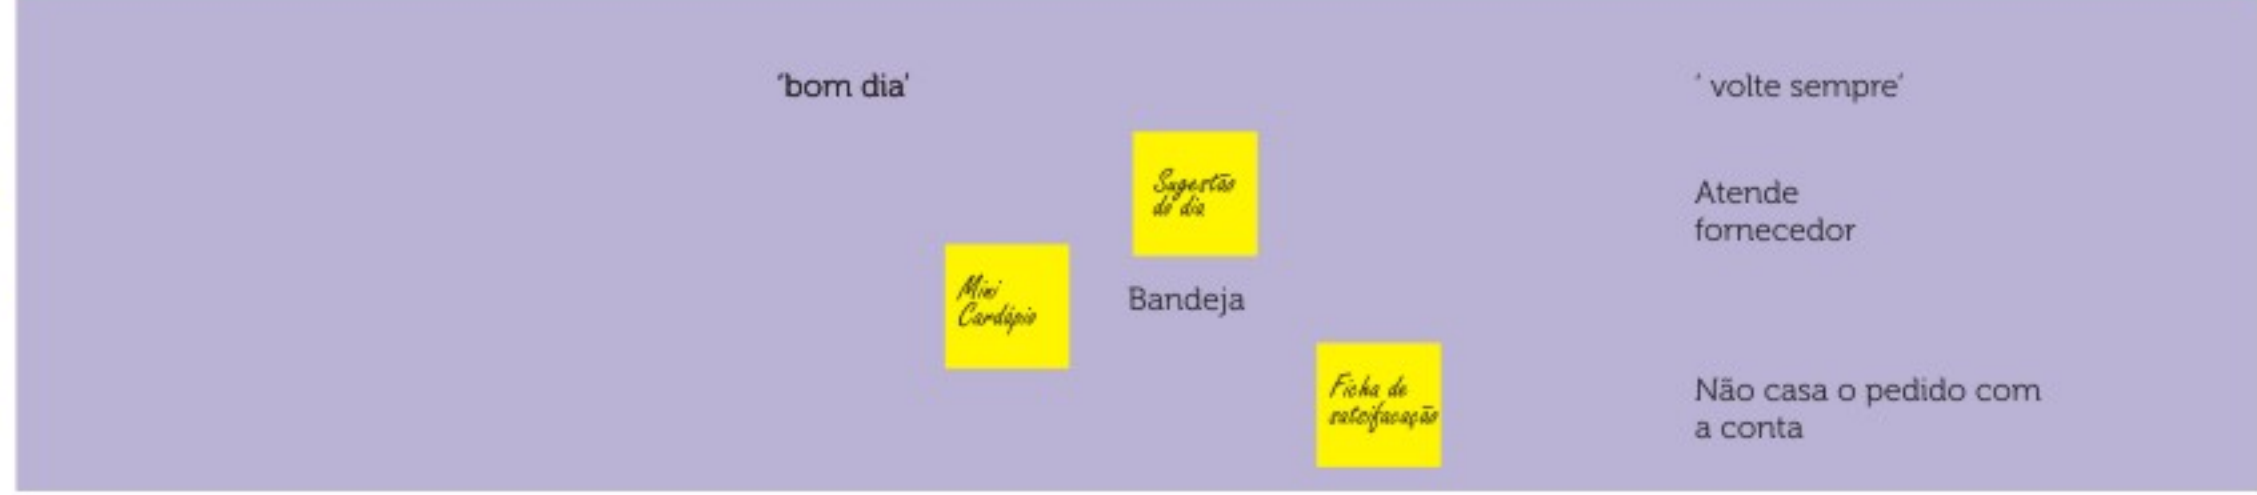 ‘bom dia’
‘ volte sempre’
Sugestão
do dia
Atende
fornecedor
Mini
Cardápio
Bandeja
Ficha de
satsifacação
Não casa o pedido com
a conta